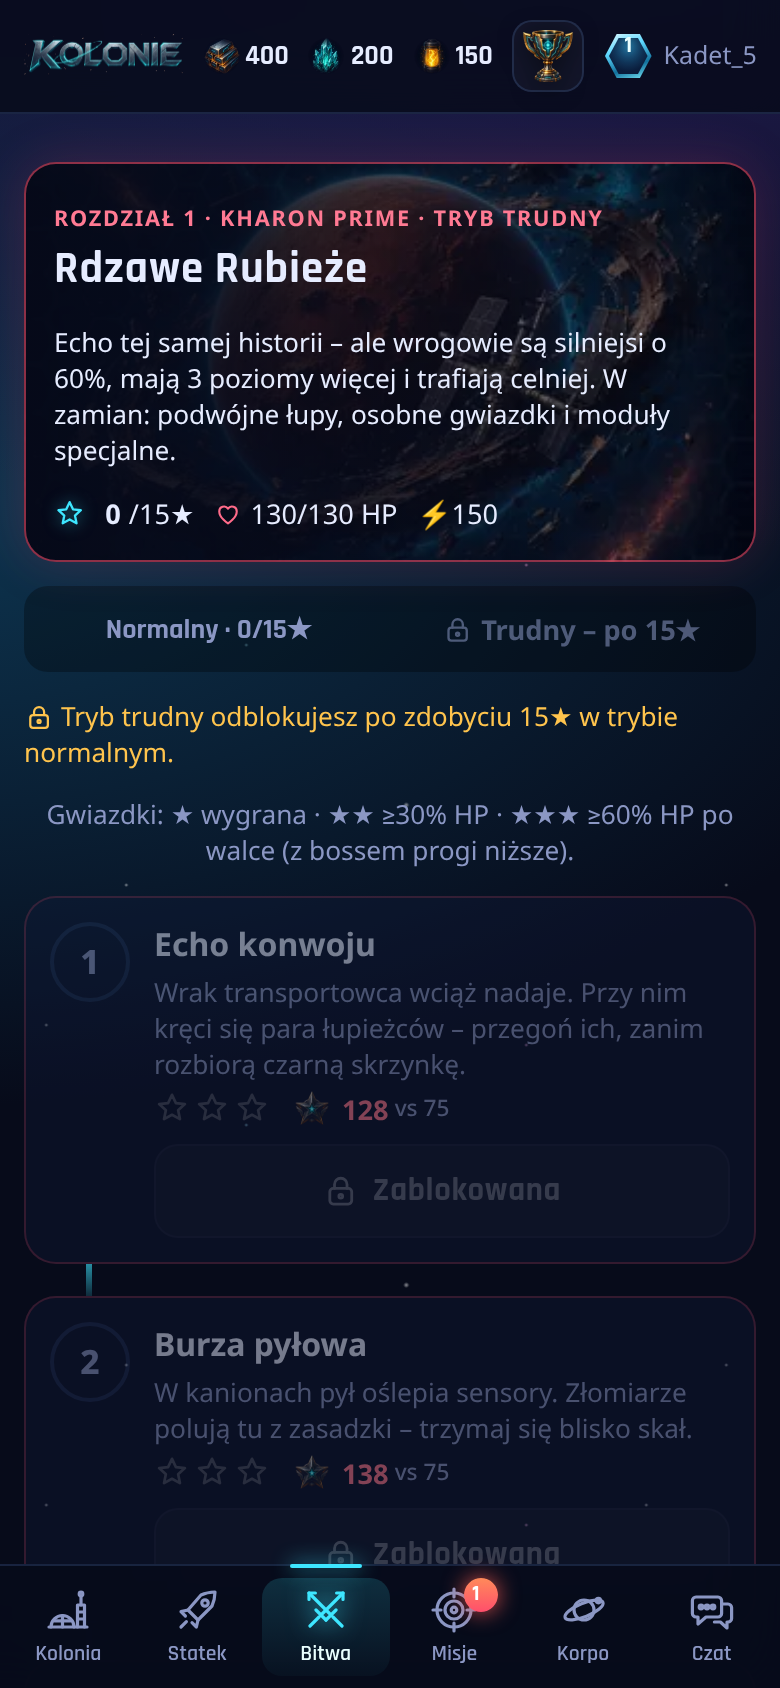 KOLONIE 400 200 150 1 Kadet_5
ROZDZIAŁ 1 · KHARON PRIME · TRYB TRUDNY
Rdzawe Rubieże
Echo tej samej historii – ale wrogowie są silniejsi o
60%, mają 3 poziomy więcej i trafiają celniej. W
zamian: podwójne łupy, osobne gwiazdki i moduły
specjalne.
0 /15★ 130/130 HP ⚡150
Normalny · 0/15★ Trudny – po 15★
Tryb trudny odblokujesz po zdobyciu 15★ w trybie
normalnym.
Gwiazdki: ★ wygrana · ★★ ≥30% HP · ★★★ ≥60% HP po
walce (z bossem progi niższe).
1 Echo konwoju
Wrak transportowca wciąż nadaje. Przy nim
kręci się para łupieżców – przegoń ich, zanim
rozbiorą czarną skrzynkę.
128 vs 75
Zablokowana
2 Burza pyłowa
W kanionach pył oślepia sensory. Złomiarze
polują tu z zasadzki – trzymaj się blisko skał.
138 vs 75
Zablokowana
1
Kolonia Statek Bitwa Misje Korpo Czat